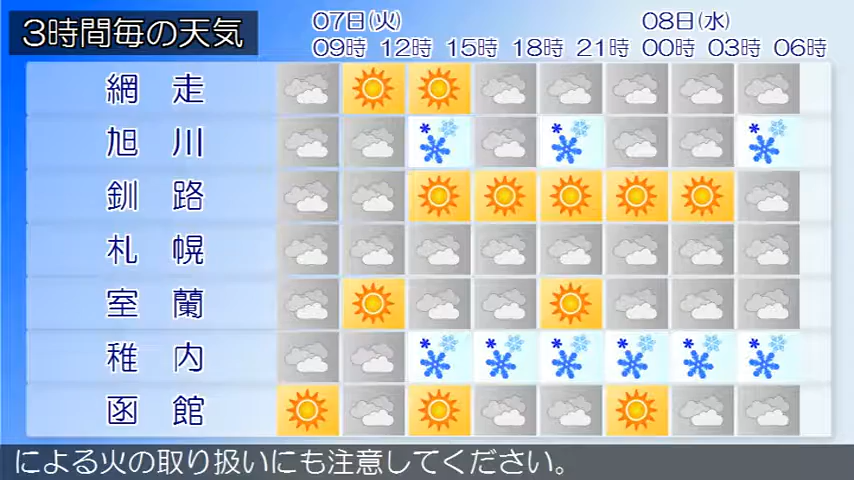 3時間毎の天気
07日(火) 08日(水)
09時 12時 15時 18時 21時 00時 03時 06時
網走
旭川
釧路
札幌
室蘭
稚内
函館
による火の取り扱いにも注意してください。